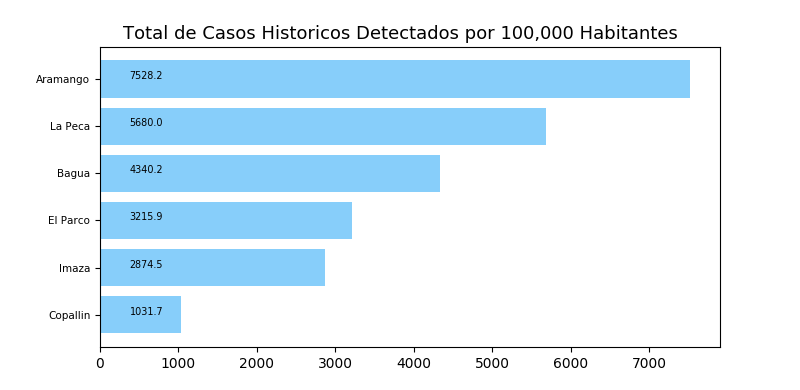 Total de Casos Historicos Detectados por 100,000 Habitantes
Aramango 7528.2
La Peca 5680.0
Bagua 4340.2
El Parco 3215.9
Imaza 2874.5
Copallin 1031.7
0 1000 2000 3000 4000 5000 6000 7000